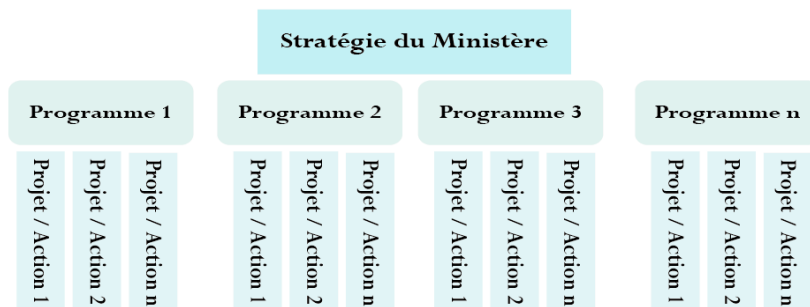 Stratégie du Ministère
Programme 1
Programme 2
Programme 3
Programme n
Projet / Action 1
Projet / Action 2
Projet / Action n
Projet / Action 1
Projet / Action 2
Projet / Action n
Projet / Action 1
Projet / Action 2
Projet / Action n
Projet / Action 1
Projet / Action 2
Projet / Action n